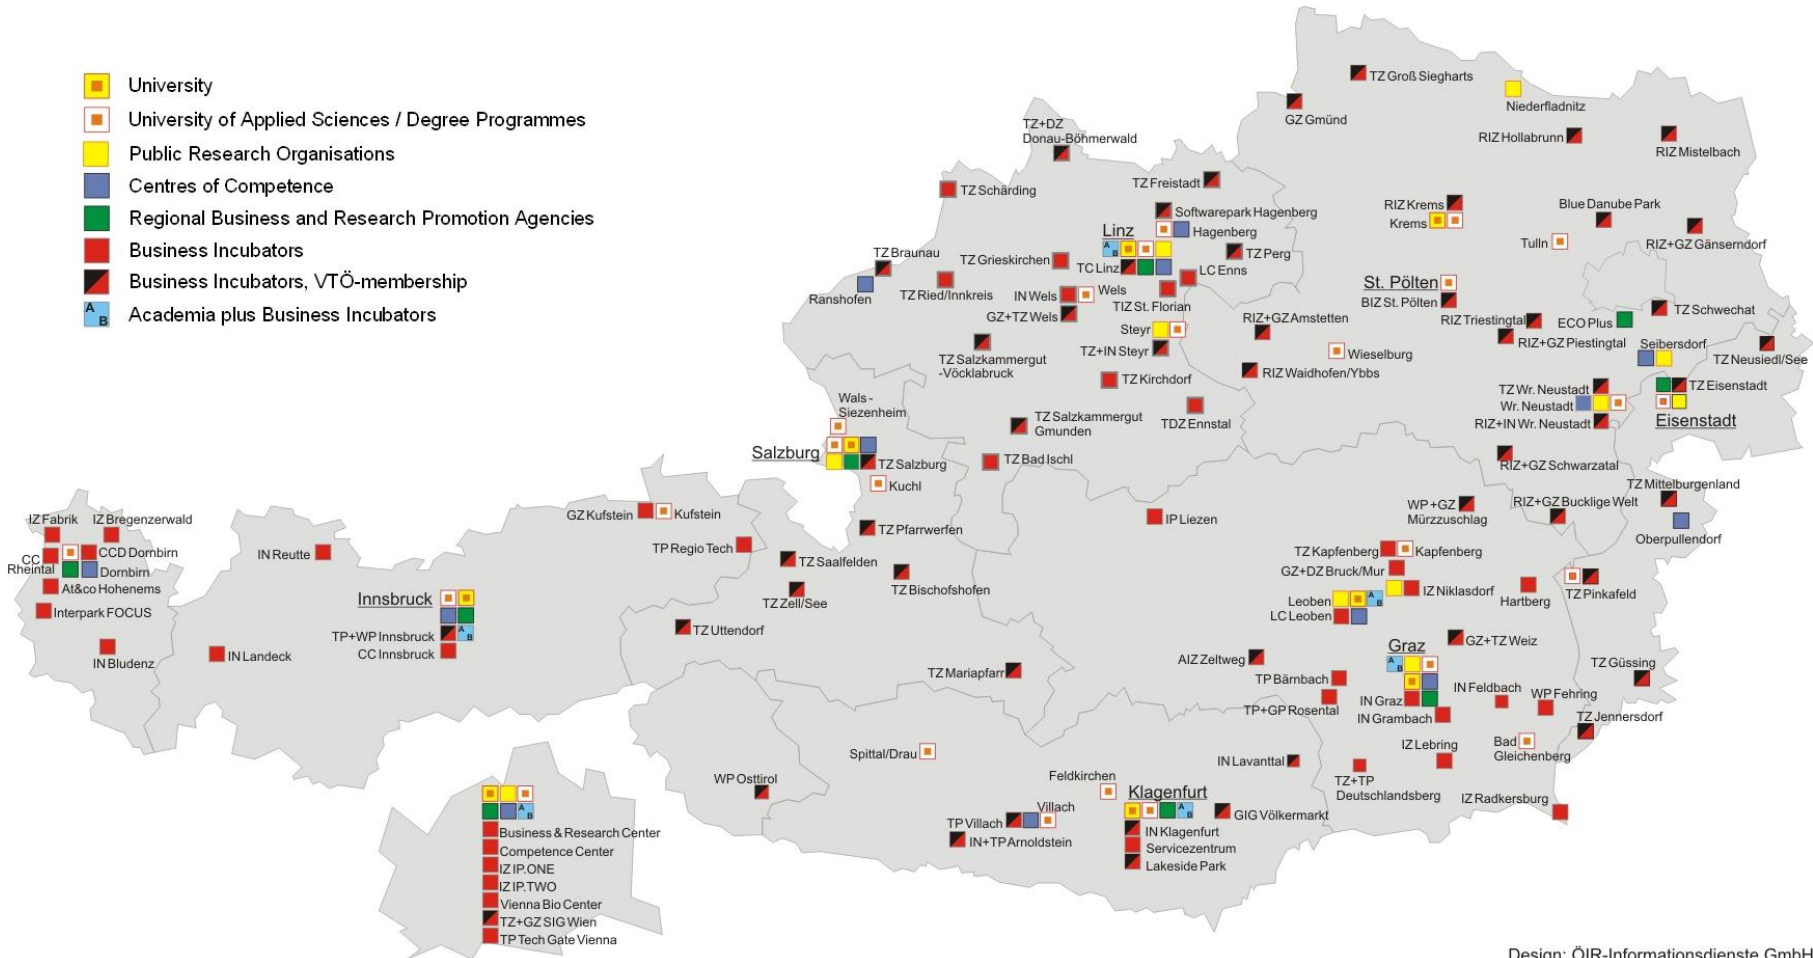 University
University of Applied Sciences / Degree Programmes
Public Research Organisations
Centres of Competence
Regional Business and Research Promotion Agencies
Business Incubators
Business Incubators, VTÖ-membership
A
B
Academia plus Business Incubators
TZ Groß Siegharts
GZ Gmünd
Niederfladnitz
RIZ Hollabrunn
RIZ Mistelbach
TZ+DZ
Donau-Böhmerwald
TZ Schärding
TZ Freistadt
Softwarepark Hagenberg
Hagenberg
Linz
A
B
TC Linz
TZ Perg
LC Enns
TIZ St. Florian
TZ Braunau
Ranshofen
TZ Grieskirchen
TZ Ried/Innkreis
IN Wels
Wels
GZ+TZ Wels
Steyr
TZ+IN Steyr
TZ Salzkammergut
-Vöcklabruck
TZ Kirchdorf
TDZ Ennstal
TZ Salzkammergut
Gmunden
TZ Bad Ischl
RIZ Krems
Krems
Blue Danube Park
Tulln
RIZ+GZ Gänserndorf
St. Pölten
BIZ St. Pölten
RIZ+GZ Amstetten
Wieselburg
RIZ Waidhofen/Ybbs
RIZ Triestingtal
RIZ+GZ Piestingtal
ECO Plus
TZ Schwechat
Seibersdorf
TZ Neusiedl/See
TZ Wr. Neustadt
Wr. Neustadt
RIZ+IN Wr. Neustadt
TZ Eisenstadt
Eisenstadt
RIZ+GZ Schwarzatal
TZ Mittelburgenland
RIZ+GZ Bucklige Welt
Oberpullendorf
Wals -
Siezenheim
Salzburg
TZ Salzburg
Kuchl
TZ Pfarrwerfen
TZ Saalfelden
TZ Bischofshofen
TZ Zell/See
TZ Uttendorf
TZ Mariapfarr
GZ Kufstein
Kufstein
TP Regio Tech
IZ Fabrik
IZ Bregenzerwald
CC
Rheintal
CCD Dornbirn
Dornbirn
At&co Hohenems
Interpark FOCUS
IN Bludenz
IN Reutte
IN Landeck
Innsbruck
TP+WP Innsbruck
A
B
CC Innsbruck
IP Liezen
WP +GZ
Mürzzuschlag
TZ Kapfenberg
Kapfenberg
GZ+DZ Bruck/Mur
IZ Niklasdorf
Leoben
A
B
LC Leoben
Hartberg
TZ Pinkafeld
GZ+TZ Weiz
AIZ Zeltweg
Graz
A
B
TP Bärnbach
TP+GP Rosental
IN Graz
IN Grambach
IN Feldbach
WP Fehring
TZ Güssing
TZ Jennersdorf
IZ Lebring
Bad
Gleichenberg
TZ+TP
Deutschlandsberg
IZ Radkersburg
WP Osttirol
Spittal/Drau
IN Lavanttal
Feldkirchen
Klagenfurt
A
B
Villach
TP Villach
IN+TP Arnoldstein
GIG Völkermarkt
IN Klagenfurt
Servicezentrum
Lakeside Park
A
B
Business & Research Center
Competence Center
IZ IP.ONE
IZ IP.TWO
Vienna Bio Center
TZ+GZ SIG Wien
TP Tech Gate Vienna
Design: ÖIR-Informationsdienste GmbH